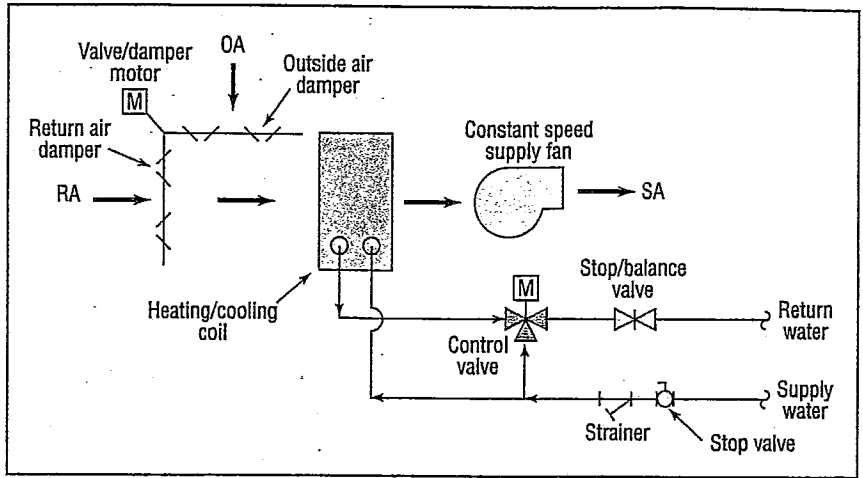 Valve/damper
motor
M
OA
Outside air
damper
Return air
damper
RA
Constant speed
supply fan
SA
Heating/cooling
coil
M
Control
valve
Stop/balance
valve
Return
water
Supply
water
Strainer
Stop valve